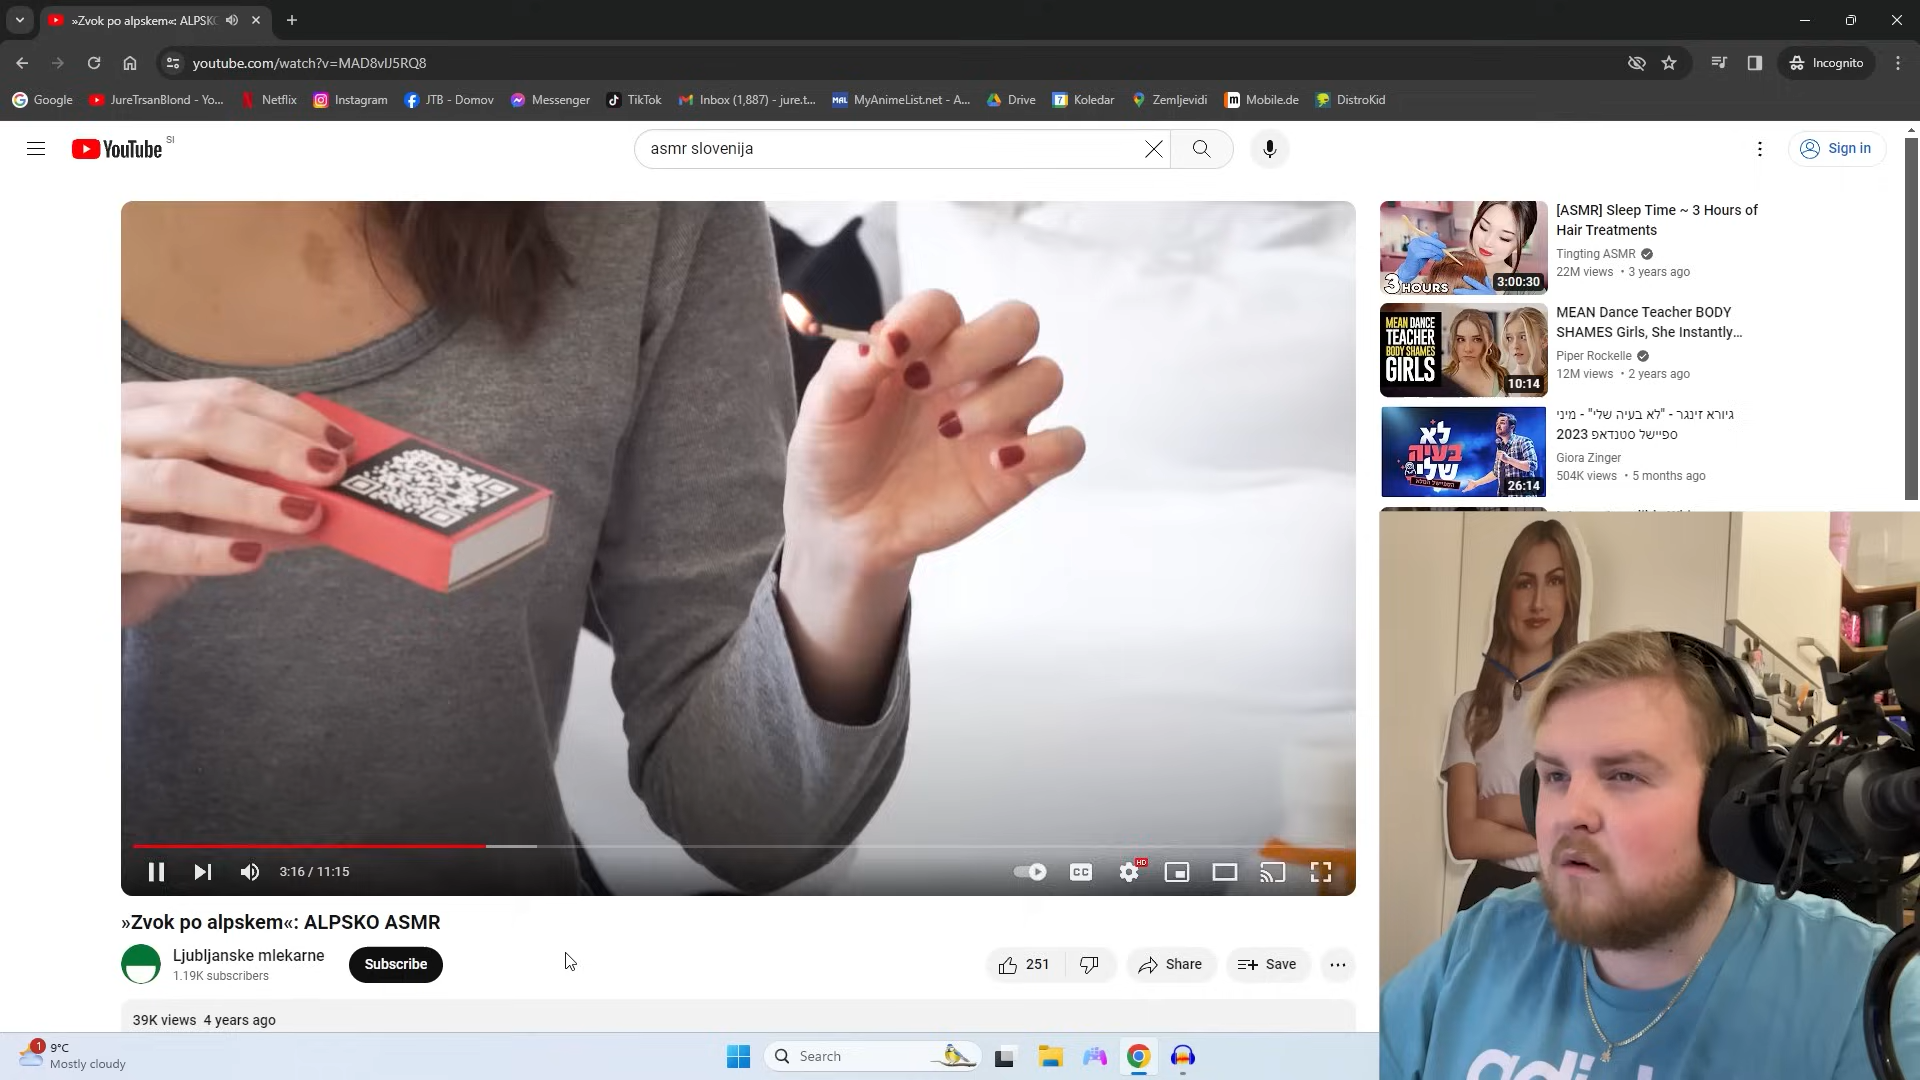 »Zvok po alpskem«: ALPSKO
youtube.com/watch?v=MAD8vlJ5RQ8
Incognito
Google
JureTrsanBlond - Yo...
Netflix
Instagram
JTB - Domov
Messenger
TikTok
Inbox (1,887) - jure.t...
MAL
MyAnimeList.net - A...
Drive
7
Koledar
Zemljevidi
m
Mobile.de
DistroKid
YouTube SI
asmr slovenija
Sign in
3 HOURS
3:00:30
[ASMR] Sleep Time ~ 3 Hours of
Hair Treatments
Tingting ASMR
22M views • 3 years ago
MEAN DANCE
TEACHER
BODY SHAMES
GIRLS
10:14
MEAN Dance Teacher BODY
SHAMES Girls, She Instantly...
Piper Rockelle
12M views • 2 years ago
לא
בעיה
שלי
26:14
גיורא זינגר - "לא בעיה שלי" - מיני
ספיישל סטנדאפ 2023
Giora Zinger
504K views • 5 months ago
3:16 / 11:15
CC
HD
»Zvok po alpskem«: ALPSKO ASMR
Ljubljanske mlekarne
1.19K subscribers
Subscribe
251
Share
Save
39K views 4 years ago
1
9°C
Mostly cloudy
Search